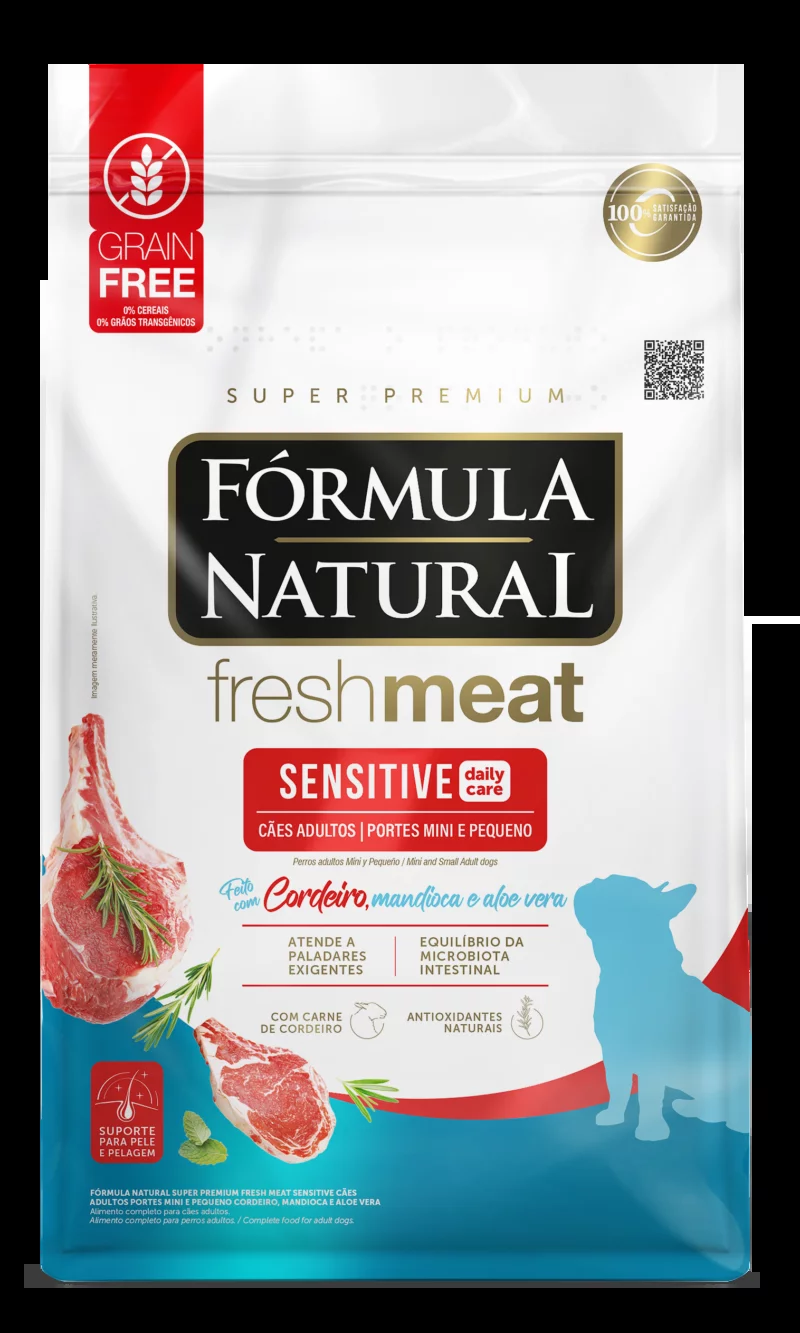 GRAIN
FREE
0% CEREAIS
0% GRÃOS TRANSGÊNICOS
100% SATISFAÇÃO
GARANTIDA
SUPER PREMIUM
FÓRMULA
NATURAL
freshmeat
Imagem meramente ilustrativa.
SENSITIVE daily
care
CÃES ADULTOS | PORTES MINI E PEQUENO
Perros adultos Mini y Pequeño / Mini and Small Adult dogs
Feito
com Cordeiro, mandioca e aloe vera
ATENDE A
PALADARES
EXIGENTES
EQUILÍBRIO DA
MICROBIOTA
INTESTINAL
COM CARNE
DE CORDEIRO
ANTIOXIDANTES
NATURAIS
SUPORTE
PARA PELE
E PELAGEM
FÓRMULA NATURAL SUPER PREMIUM FRESH MEAT SENSITIVE CÃES
ADULTOS PORTES MINI E PEQUENO CORDEIRO, MANDIOCA E ALOE VERA
Alimento completo para cães adultos.
Alimento completo para perros adultos. / Complete food for adult dogs.